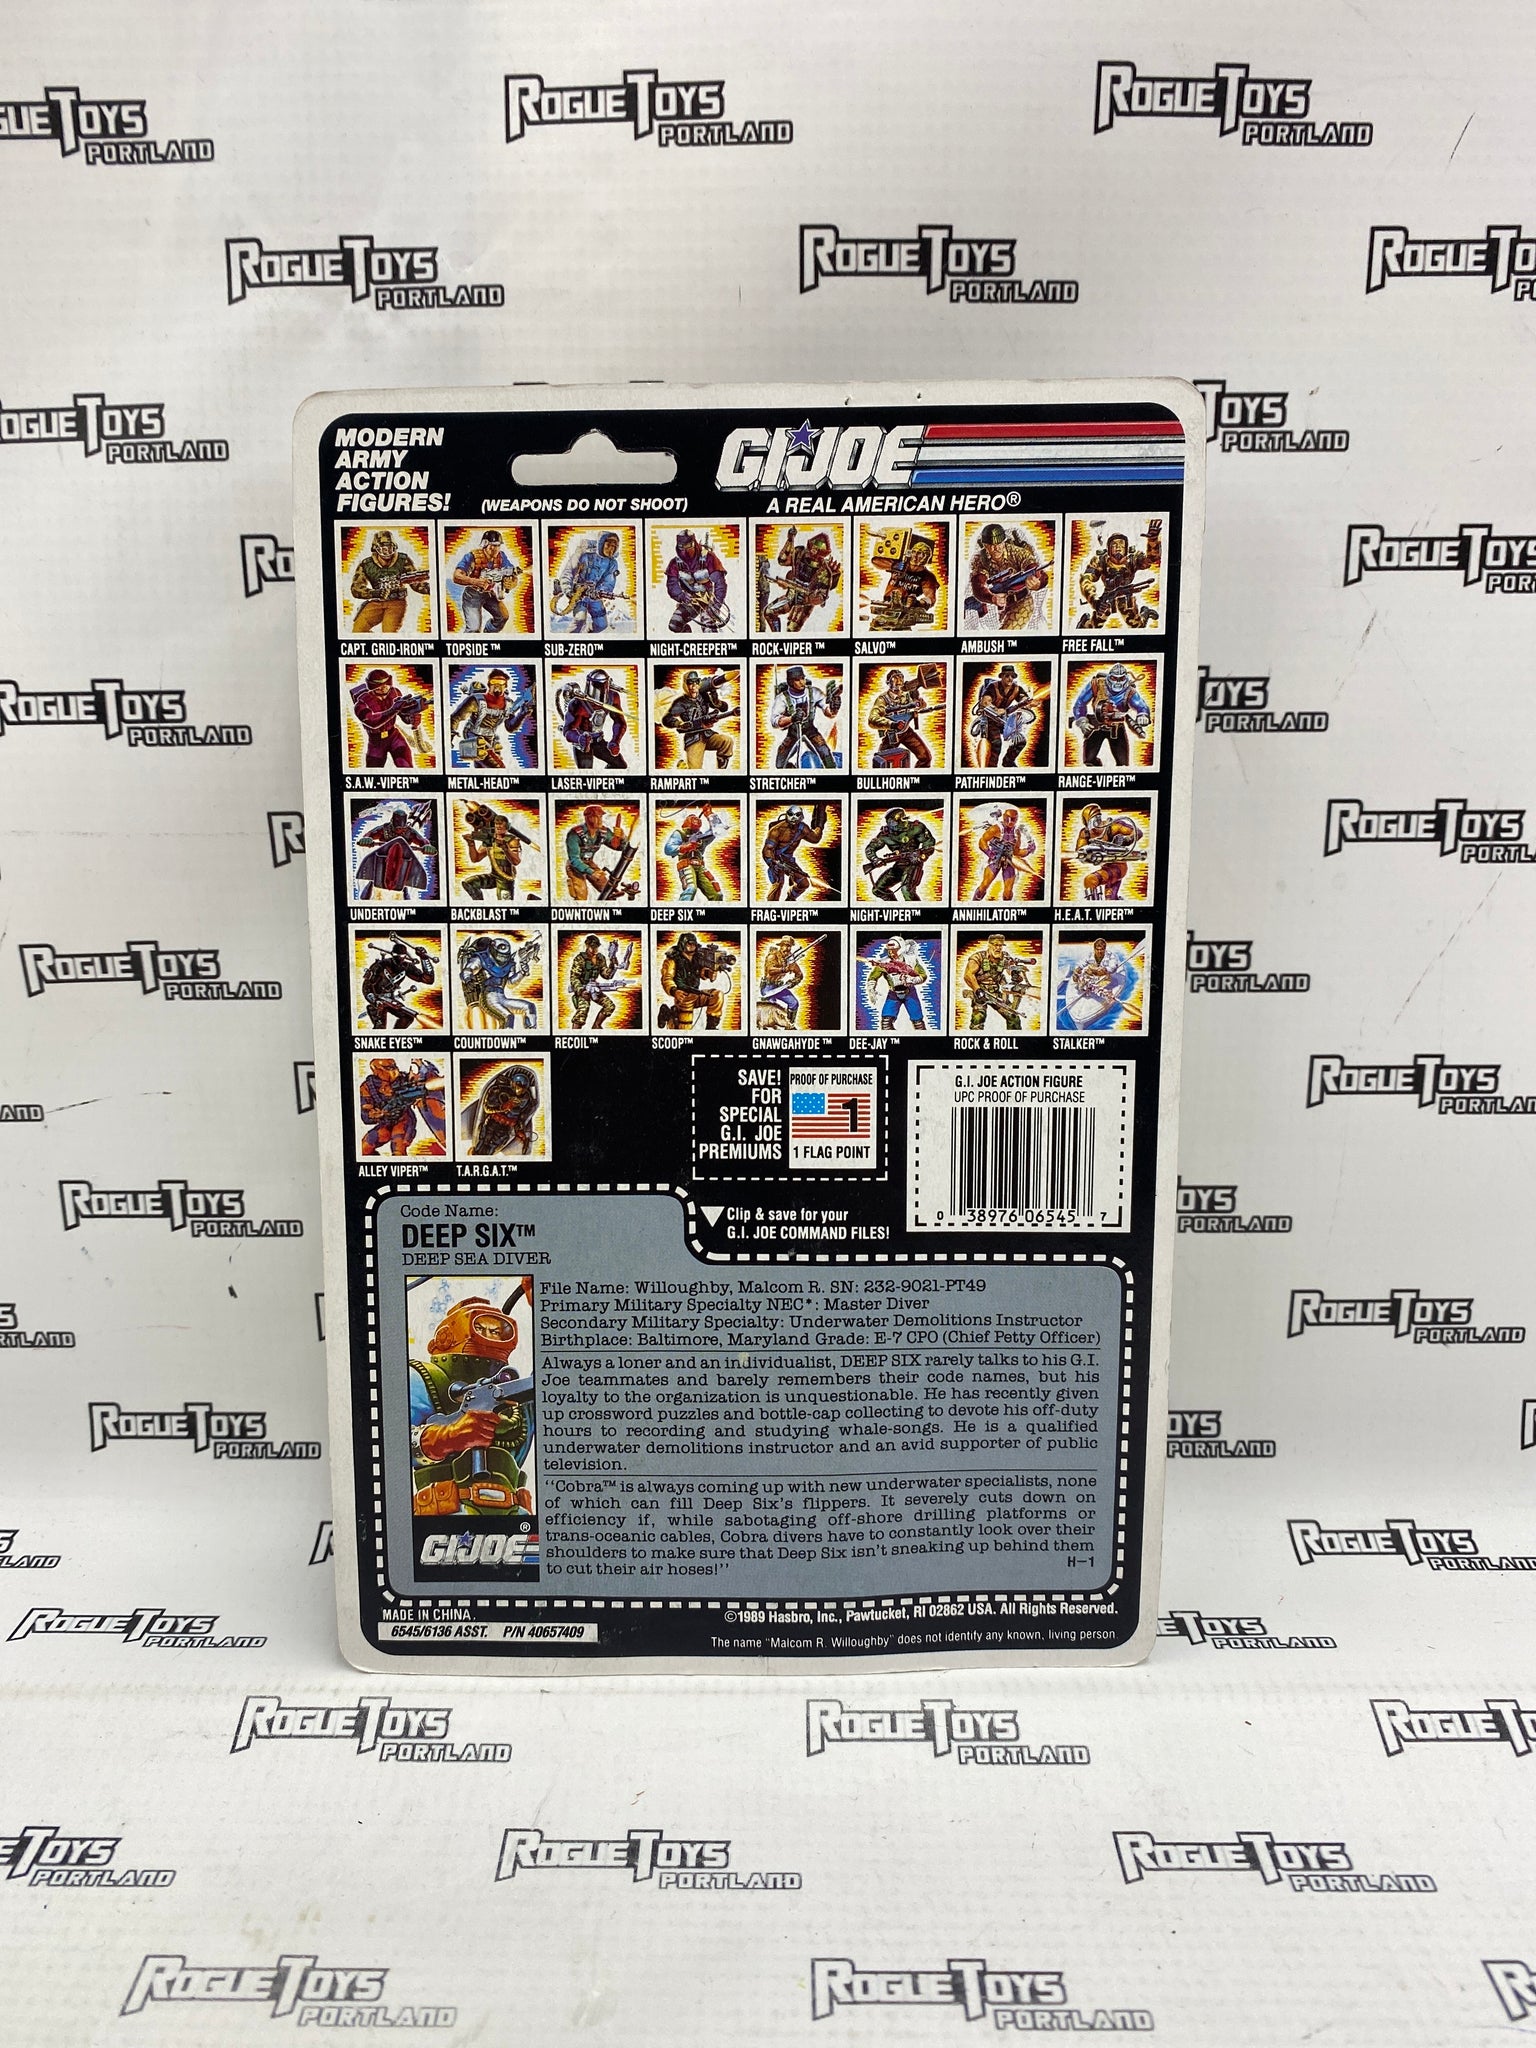 ROGUE TOYS
PORTLAND
MODERN
ARMY
ACTION
FIGURES!
(WEAPONS DO NOT SHOOT)
G.I. JOE
A REAL AMERICAN HERO®
CAPT. GRID-IRON™ TOPSIDE™ SUB-ZERO™ NIGHT-CREEPER™ ROCK-VIPER™ SALVO™ AMBUSH™ FREE FALL™
S.A.W.-VIPER™ METAL-HEAD™ LASER-VIPER™ RAMPART™ STRETCHER™ BULLHORN™ PATHFINDER™ RANGE-VIPER™
UNDERTOW™ BACKBLAST™ DOWNTOWN™ DEEP SIX™ FRAG-VIPER™ NIGHT-VIPER™ ANNIHILATOR™ H.E.A.T. VIPER™
SNAKE EYES™ COUNTDOWN™ RECOIL™ SCOOP™ GNAWGAHYDE™ DEE-JAY™ ROCK & ROLL STALKER™
ALLEY VIPER™ T.A.R.G.A.T.™
SAVE!
FOR
SPECIAL
G.I. JOE
PREMIUMS
PROOF OF PURCHASE
1
1 FLAG POINT
G.I. JOE ACTION FIGURE
UPC PROOF OF PURCHASE
0 38976 06545 7
Clip & save for your
G.I. JOE COMMAND FILES!
Code Name:
DEEP SIX™
DEEP SEA DIVER
File Name: Willoughby, Malcom R. SN: 232-9021-PT49
Primary Military Specialty NEC*: Master Diver
Secondary Military Specialty: Underwater Demolitions Instructor
Birthplace: Baltimore, Maryland Grade: E-7 CPO (Chief Petty Officer)
Always a loner and an individualist, DEEP SIX rarely talks to his G.I.
Joe teammates and barely remembers their code names, but his
loyalty to the organization is unquestionable. He has recently given
up crossword puzzles and bottle-cap collecting to devote his off-duty
hours to recording and studying whale-songs. He is a qualified
underwater demolitions instructor and an avid supporter of public
television.
"Cobra™ is always coming up with new underwater specialists, none
of which can fill Deep Six's flippers. It severely cuts down on
efficiency if, while sabotaging off-shore drilling platforms or
trans-oceanic cables, Cobra divers have to constantly look over their
shoulders to make sure that Deep Six isn't sneaking up behind them
to cut their air hoses!"
H-1
G.I. JOE®
MADE IN CHINA.
6545/6136 ASST. P/N 40657409
©1989 Hasbro, Inc., Pawtucket, RI 02862 USA. All Rights Reserved.
The name "Malcom R. Willoughby" does not identify any known, living person.